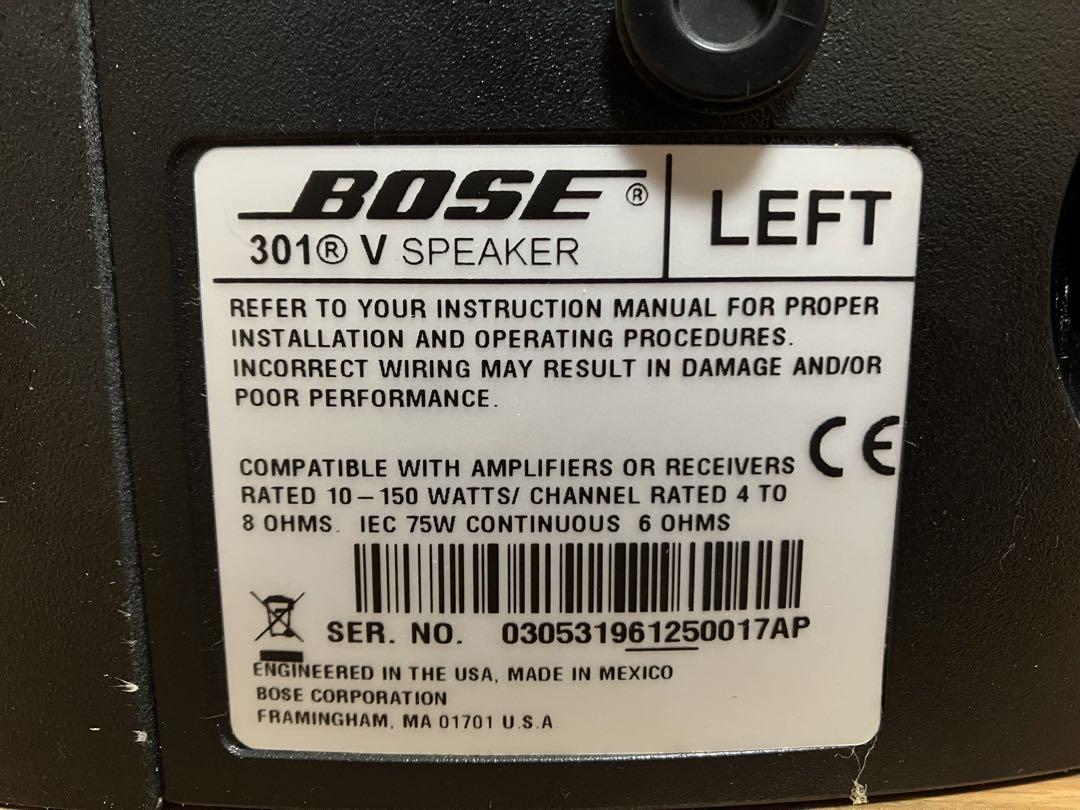 BOSE®
301® V SPEAKER
LEFT
REFER TO YOUR INSTRUCTION MANUAL FOR PROPER
INSTALLATION AND OPERATING PROCEDURES.
INCORRECT WIRING MAY RESULT IN DAMAGE AND/OR
POOR PERFORMANCE.
CE
COMPATIBLE WITH AMPLIFIERS OR RECEIVERS
RATED 10–150 WATTS/ CHANNEL RATED 4 TO
8 OHMS. IEC 75W CONTINUOUS 6 OHMS
SER. NO. 030531961250017AP
ENGINEERED IN THE USA, MADE IN MEXICO
BOSE CORPORATION
FRAMINGHAM, MA 01701 U.S.A